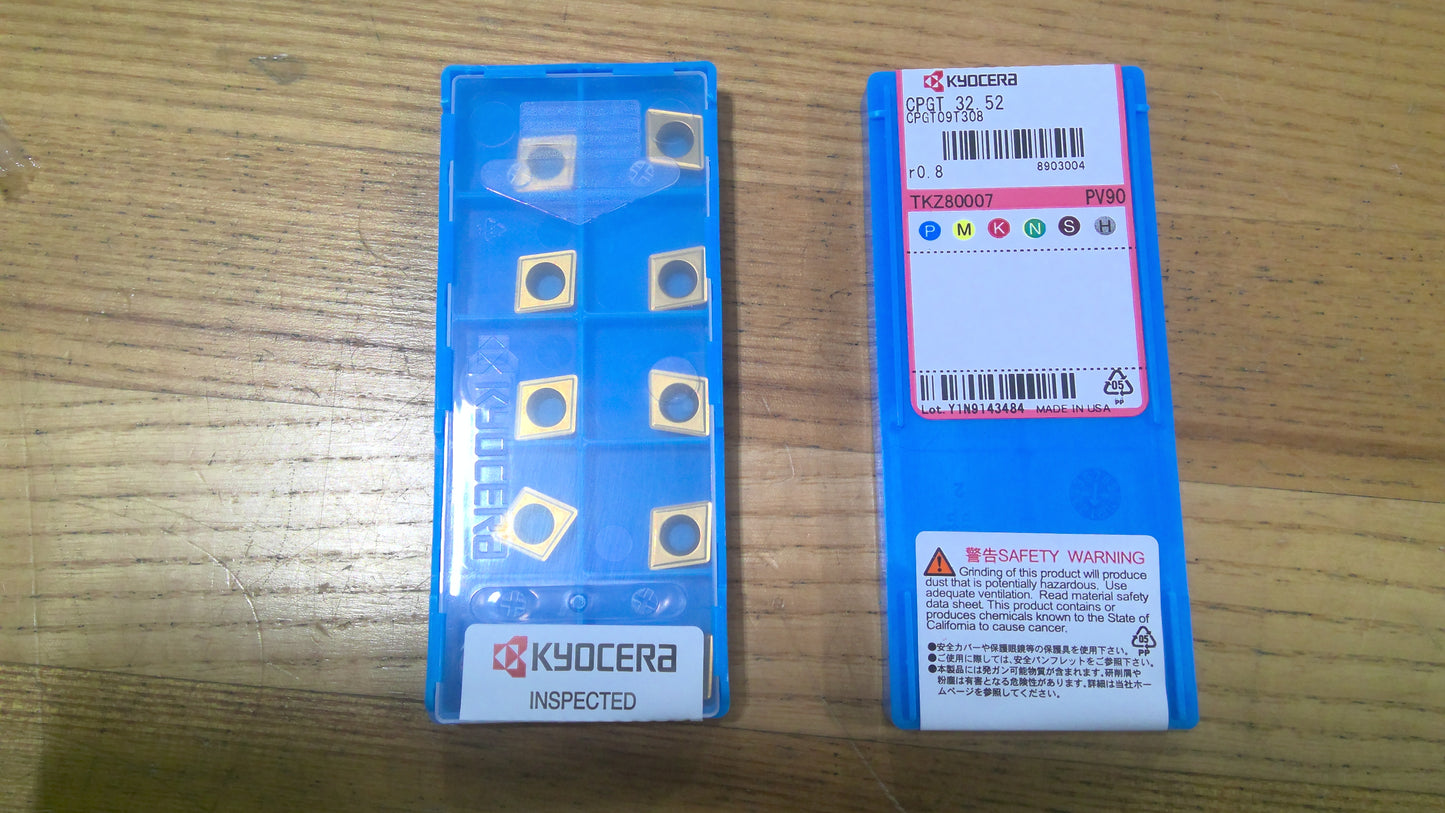 KYOCERA
KYOCERA
INSPECTED
KYOCERA
CPGT 32.52
CPGT09T308
8903004
r0.8
TKZ80007 PV90
P M K N S H
Lot. Y1N9143484 MADE IN USA
05
PP
警告SAFETY WARNING
Grinding of this product will produce
dust that is potentially hazardous. Use
adequate ventilation. Read material safety
data sheet. This product contains or
produces chemicals known to the State of
California to cause cancer.
05
PP
●安全カバーや保護眼鏡等の保護具を使用下さい。
●ご使用に際しては、安全パンフレットをご参照下さい。
●本製品には発ガン可能物質が含まれます。研削屑や
粉塵は有害となる危険性があります。詳細は当社ホー
ムページを参照してください。